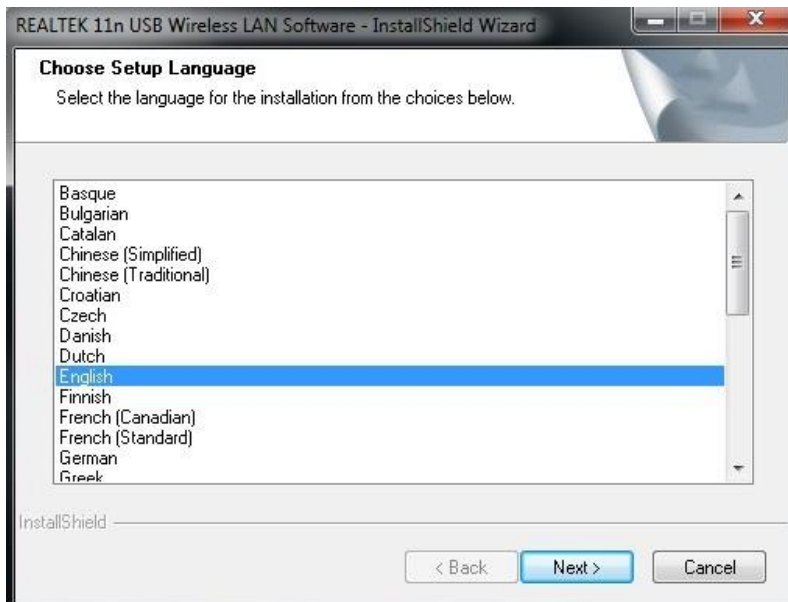 REALTEK 11n USB Wireless LAN Software - InstallShield Wizard
Choose Setup Language
Select the language for the installation from the choices below.
Basque
Bulgarian
Catalan
Chinese (Simplified)
Chinese (Traditional)
Croatian
Czech
Danish
Dutch
English
Finnish
French (Canadian)
French (Standard)
German
Greek
InstallShield
< Back Next > Cancel